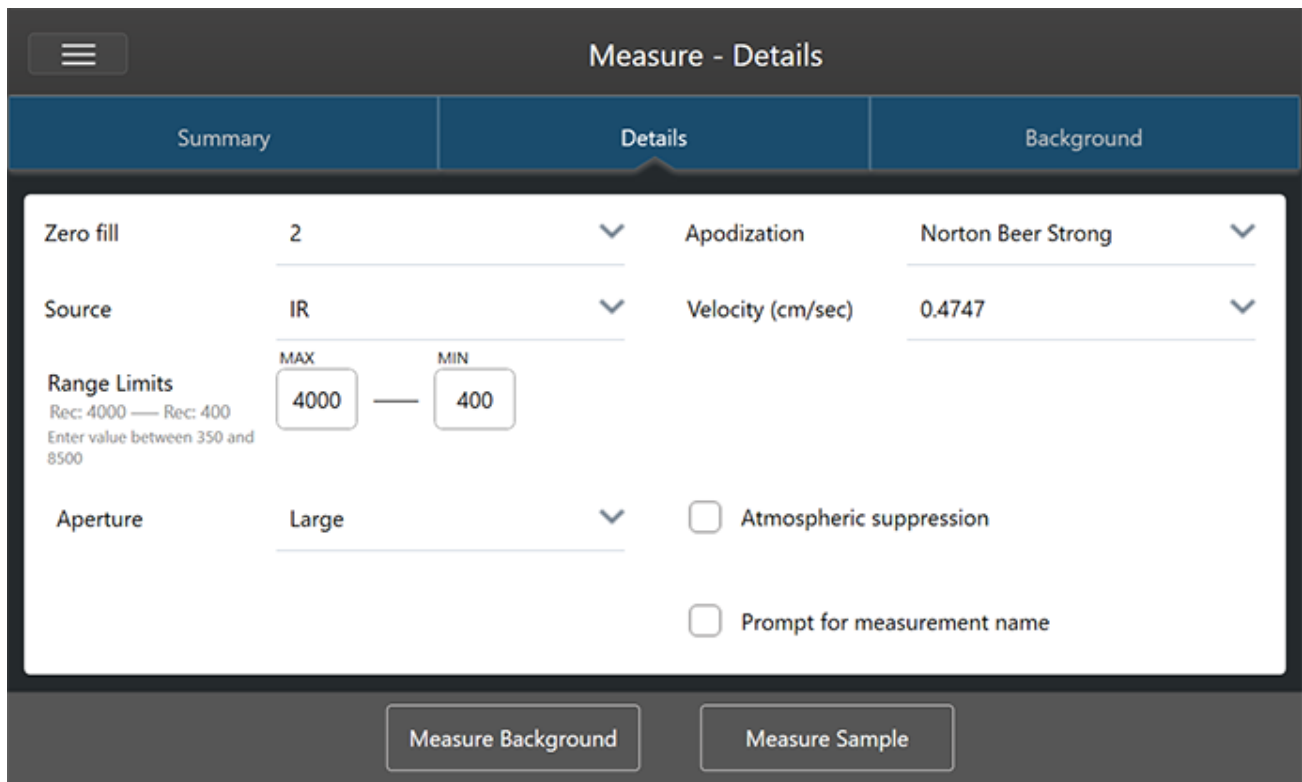 Measure - Details
Summary Details Background
Zero fill 2 Apodization Norton Beer Strong
Source IR Velocity (cm/sec) 0.4747
MAX MIN
Range Limits 4000 400
Rec: 4000 —— Rec: 400
Enter value between 350 and
8500
Aperture Large Atmospheric suppression
Prompt for measurement name
Measure Background Measure Sample